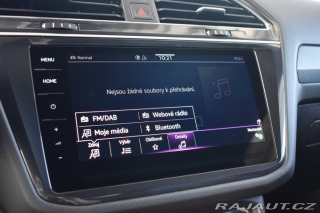 MENU
Normal
10:21
HOME
Nejsou žádné soubory k přehrávání.
FM/DAB
Webové rádio
Moje média
Bluetooth
Zdroj
Výběr
Oblíbené
Detaily
Nastavení
RAJAUT.CZ